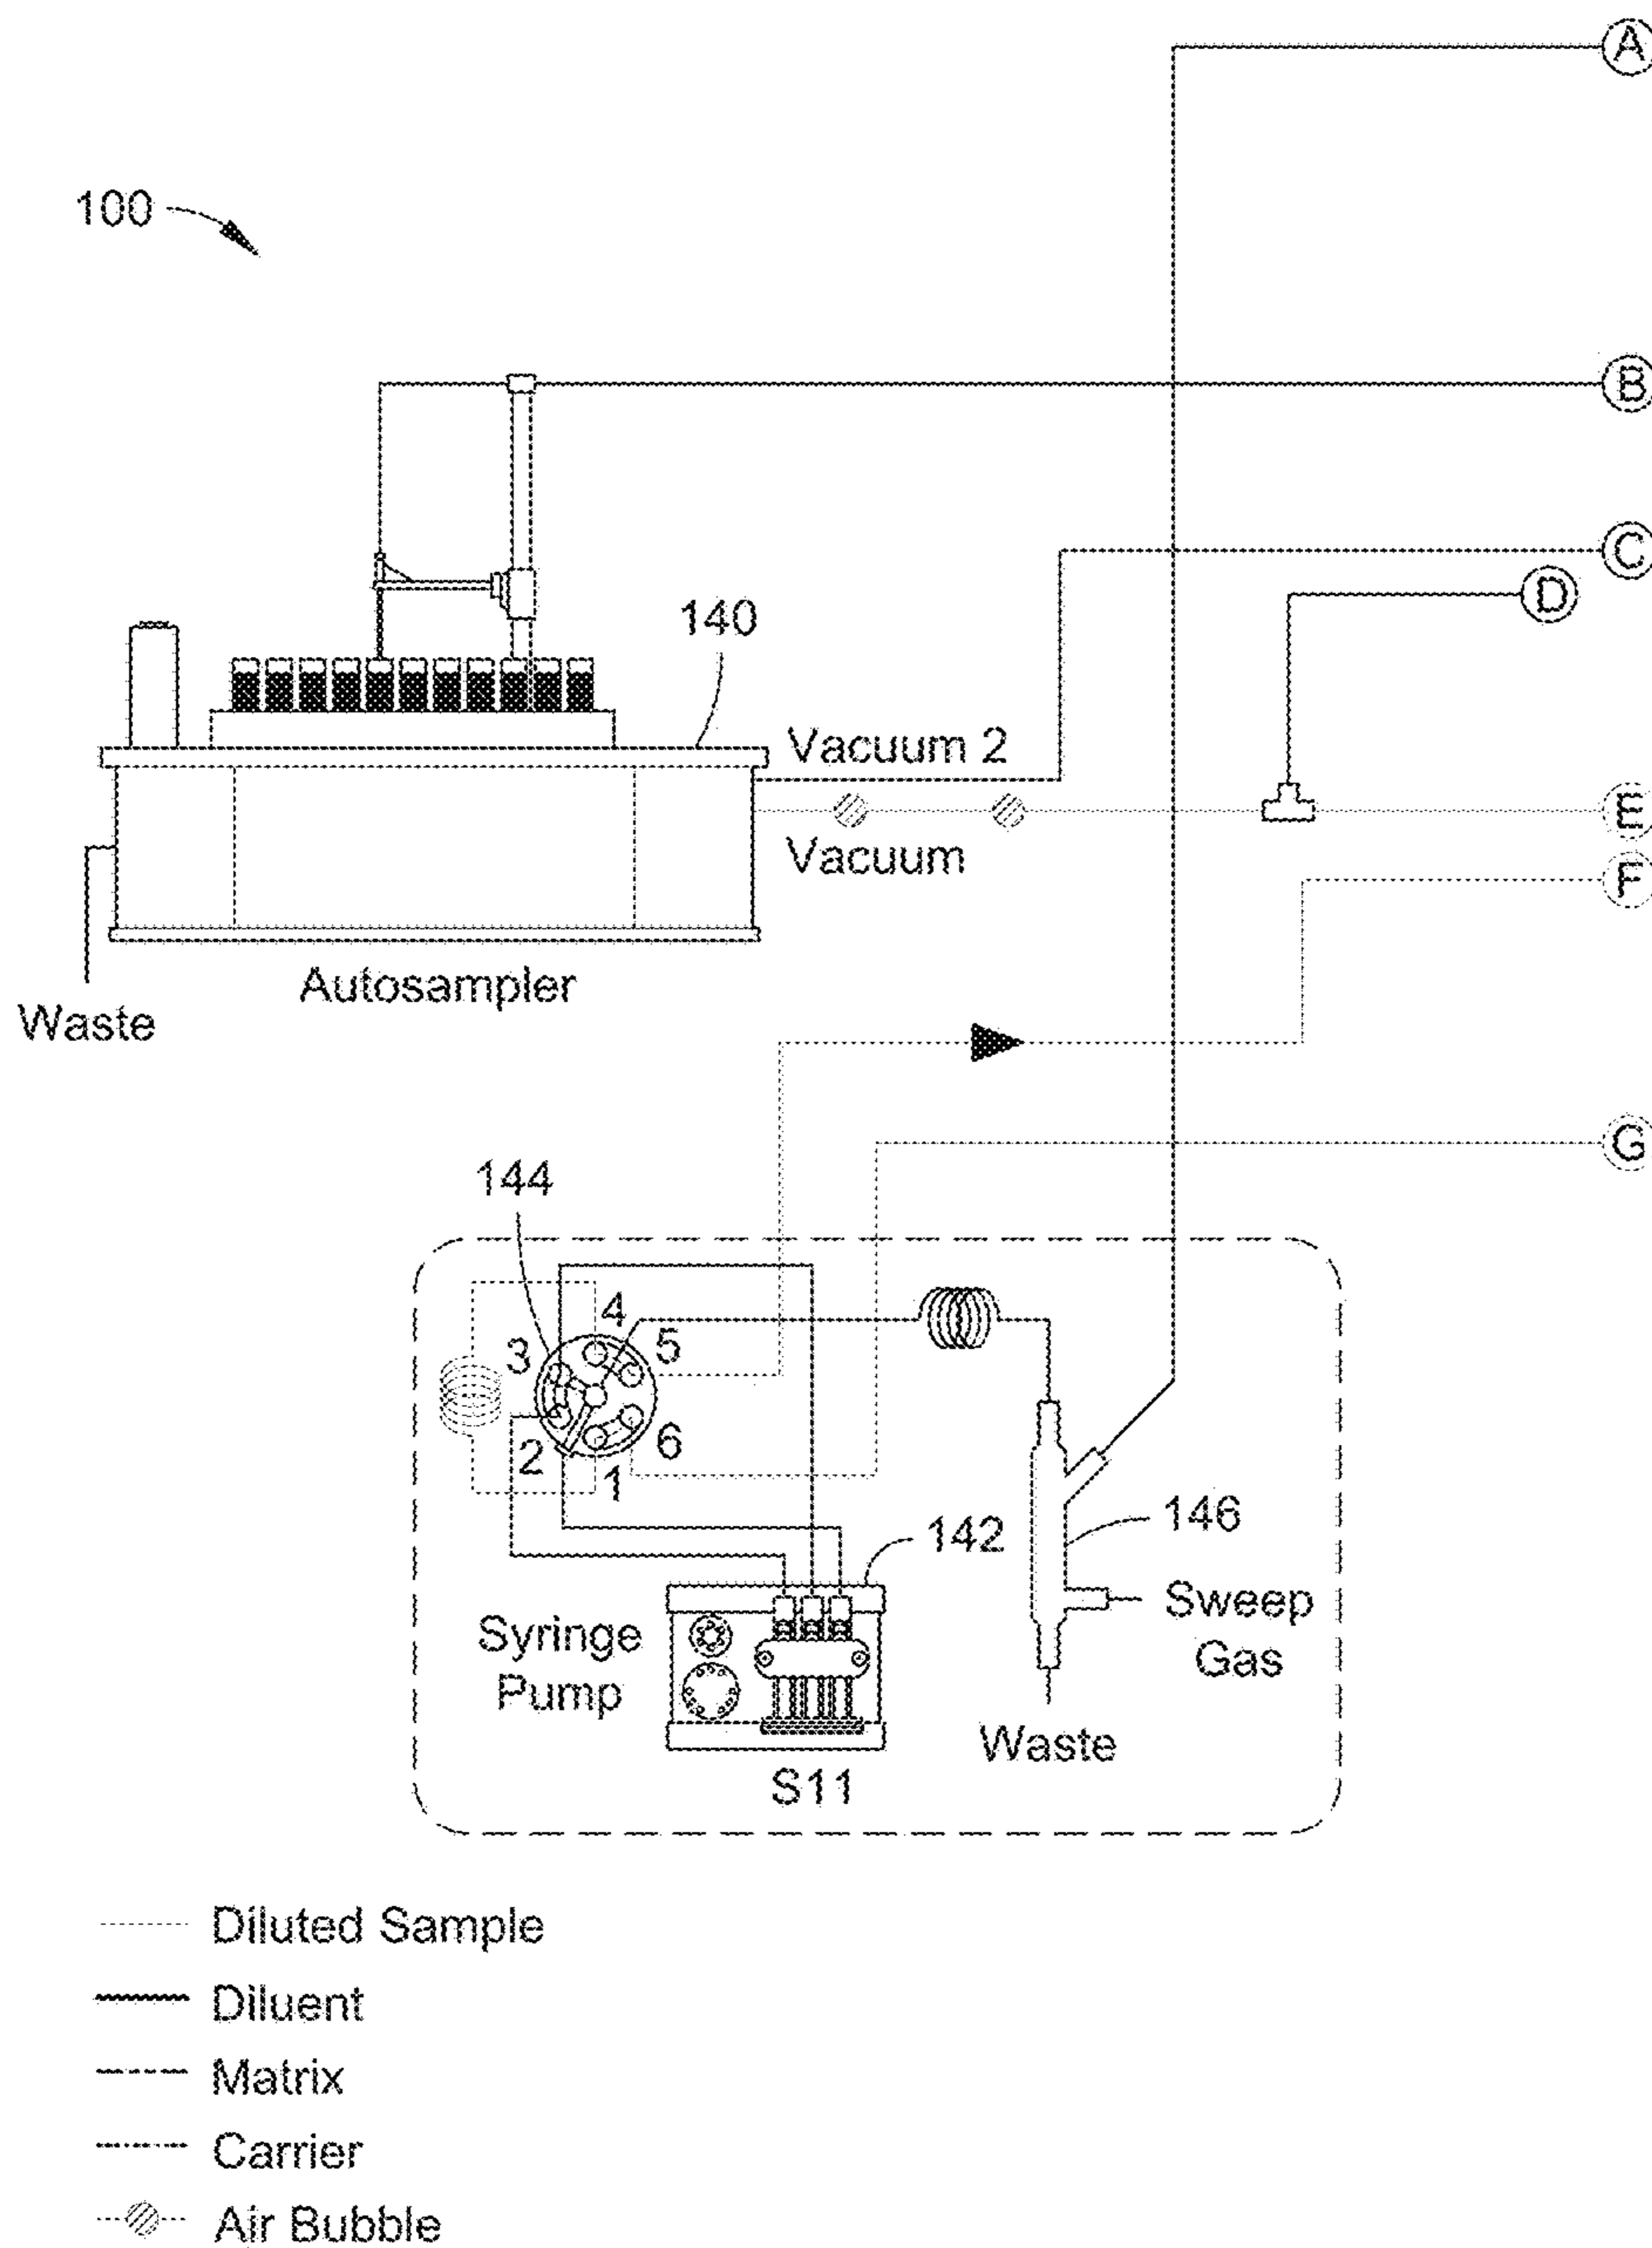 A
100
B
C
D
140
Vacuum 2
E
Vacuum
F
Autosampler
Waste
G
144
4
3
5
2
6
1
142
146
Syringe
Pump
Sweep
Gas
Waste
S11
Diluted Sample
Diluent
Matrix
Carrier
Air Bubble